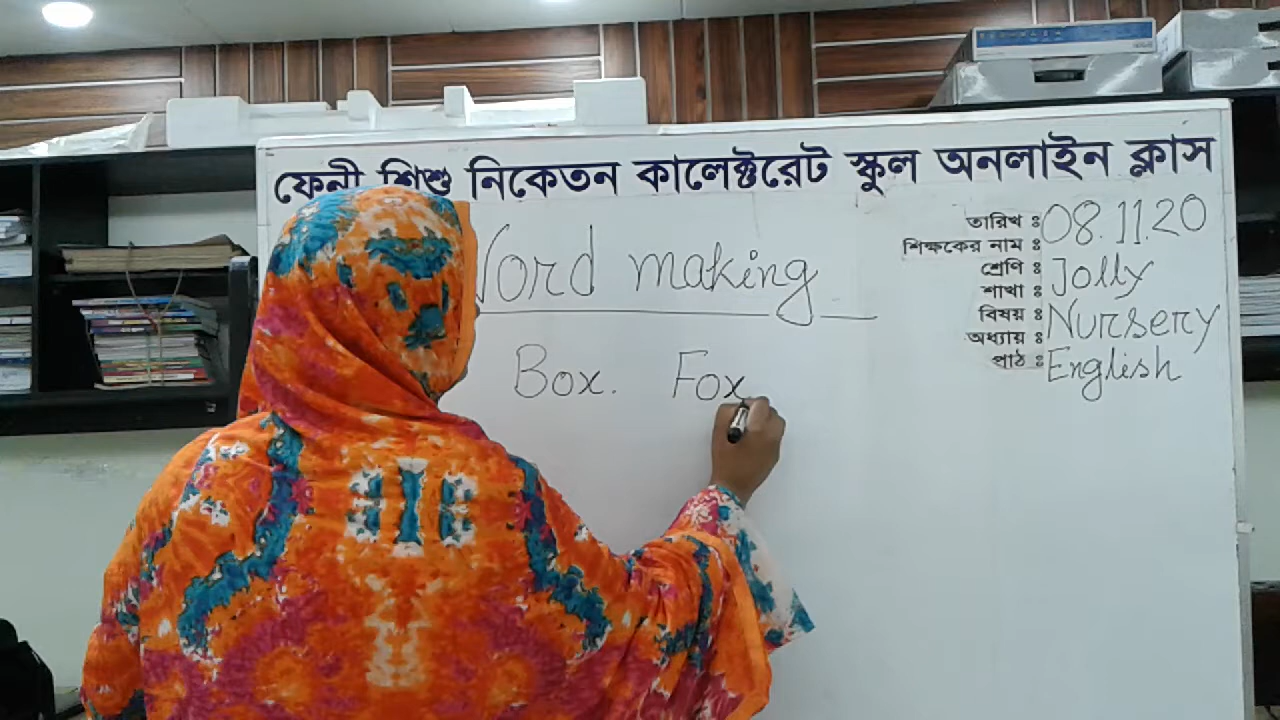 ফেনী শিশু নিকেতন কালেক্টরেট স্কুল অনলাইন ক্লাস
তারিখ : 08.11.20
শিক্ষকের নাম :
শ্রেণি : Jolly
শাখা :
বিষয় : Nursery
অধ্যায় :
পাঠ : English
Word making
Box. Fox